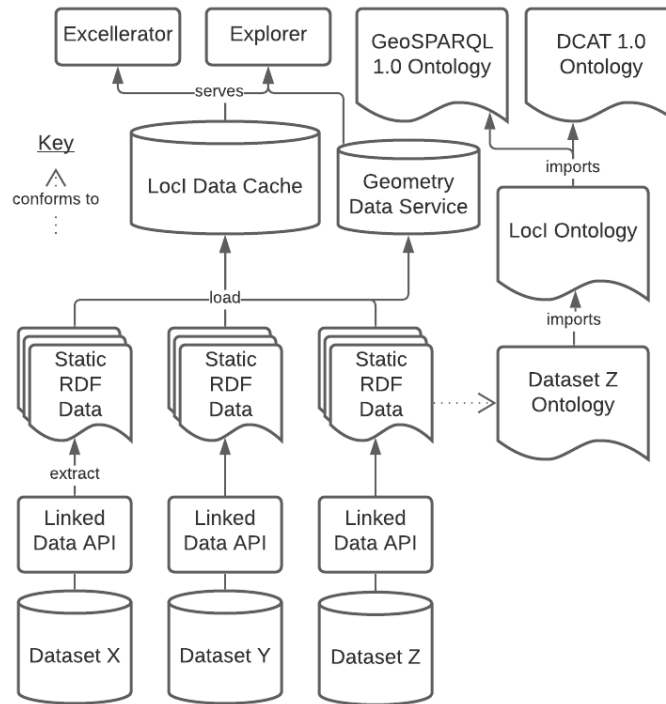 Excellerator
Explorer
GeoSPARQL
1.0 Ontology
DCAT 1.0
Ontology
serves
Key
conforms to
LocI Data Cache
Geometry
Data Service
imports
LocI Ontology
load
imports
Static
RDF
Data
Static
RDF
Data
Static
RDF
Data
Dataset Z
Ontology
extract
Linked
Data API
Linked
Data API
Linked
Data API
Dataset X
Dataset Y
Dataset Z